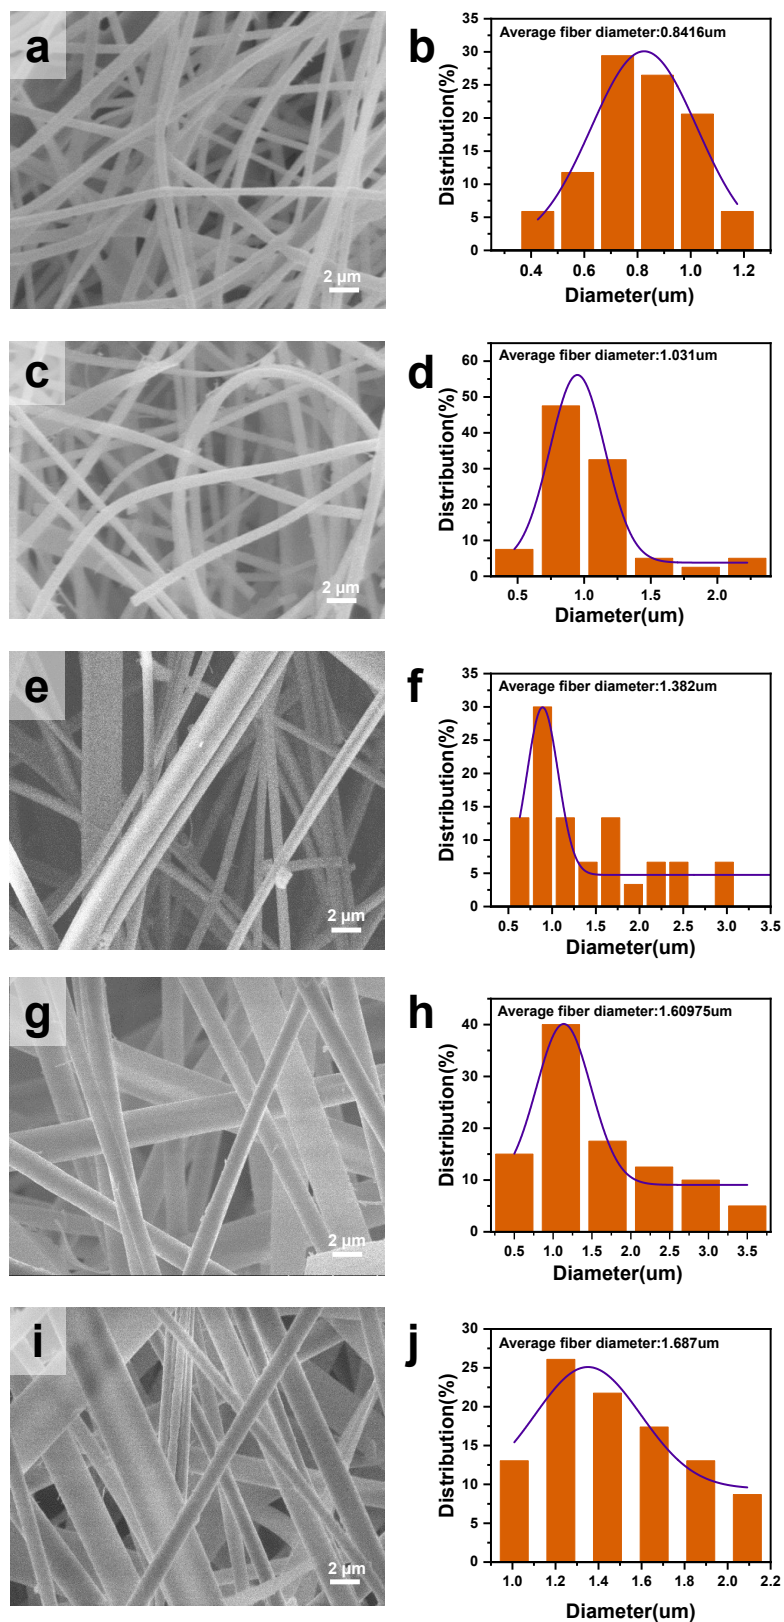 a
2 μm
b
Average fiber diameter:0.8416um
Distribution(%)
35
30
25
20
15
10
5
0
0.4 0.6 0.8 1.0 1.2
Diameter(um)
c
2 μm
d
Average fiber diameter:1.031um
Distribution(%)
60
50
40
30
20
10
0
0.5 1.0 1.5 2.0
Diameter(um)
e
2 μm
f
Average fiber diameter:1.382um
Distribution(%)
35
30
25
20
15
10
5
0
0.5 1.0 1.5 2.0 2.5 3.0 3.5
Diameter(um)
g
2 μm
h
Average fiber diameter:1.60975um
Distribution(%)
40
30
20
10
0
0.5 1.0 1.5 2.0 2.5 3.0 3.5
Diameter(um)
i
2 μm
j
Average fiber diameter:1.687um
Distribution(%)
30
25
20
15
10
5
0
1.0 1.2 1.4 1.6 1.8 2.0 2.2
Diameter(um)